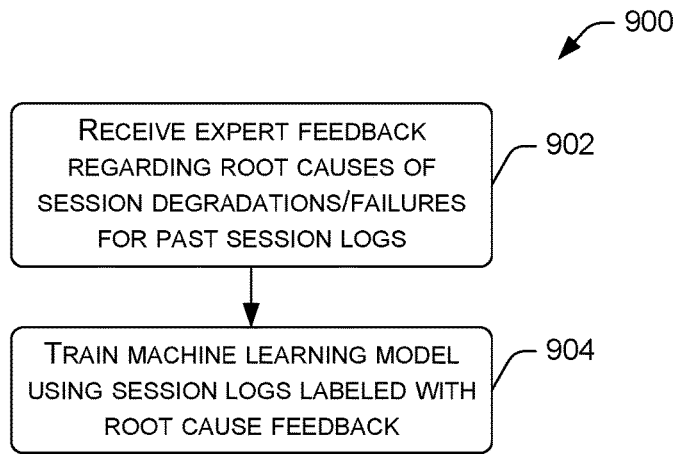 900
RECEIVE EXPERT FEEDBACK
REGARDING ROOT CAUSES OF
SESSION DEGRADATIONS/FAILURES
FOR PAST SESSION LOGS
902
TRAIN MACHINE LEARNING MODEL
USING SESSION LOGS LABELED WITH
ROOT CAUSE FEEDBACK
904